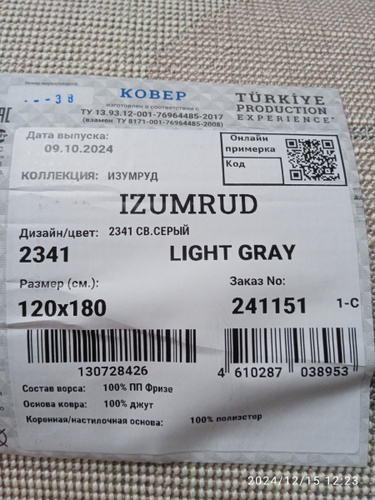 КОВЕР
изготовлен в соответствии с
ТУ 13.93.12-001-76964485-2017
(взамен ТУ 8171-001-76964485-2008)
TÜRKİYE
PRODUCTION
EXPERIENCE*
Дата выпуска:
09.10.2024
Онлайн
примерка
Код
КОЛЛЕКЦИЯ: ИЗУМРУД
IZUMRUD
Дизайн/цвет: 2341 СВ.СЕРЫЙ
2341 LIGHT GRAY
Размер (см.): Заказ No:
120x180 241151 1-C
130728426
4 610287 038953
Состав ворса: 100% ПП Фризе
Основа ковра: 100% джут
Коренная/настилочная основа: 100% полиэстер
2024/12/15 12:23